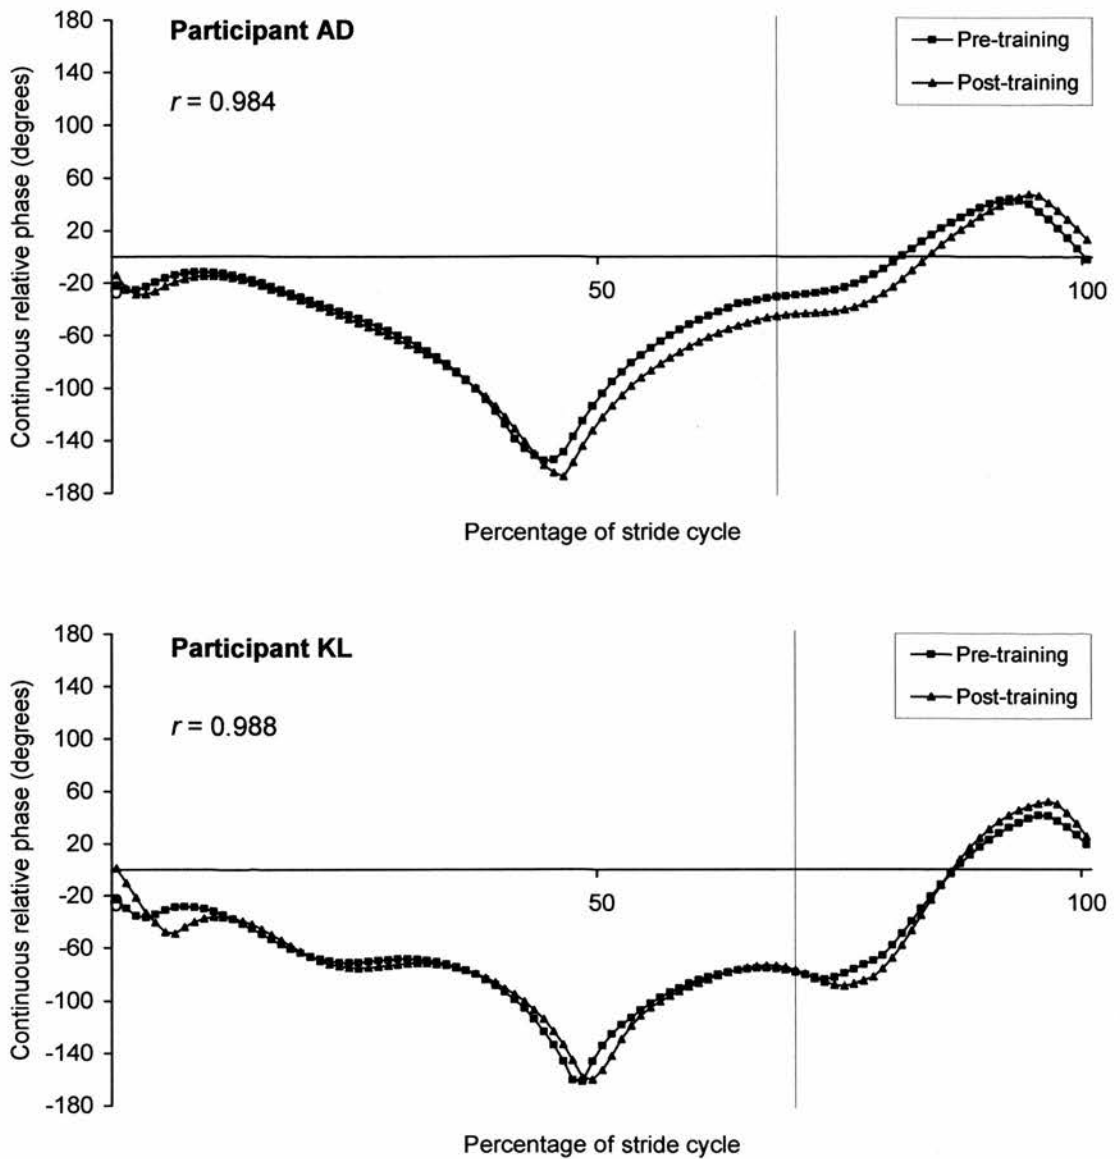 180
140
100
60
20
-20
-60
-100
-140
-180
Continuous relative phase (degrees)
Participant AD
r = 0.984
Pre-training
Post-training
0
50
100
Percentage of stride cycle
180
140
100
60
20
-20
-60
-100
-140
-180
Continuous relative phase (degrees)
Participant KL
r = 0.988
Pre-training
Post-training
0
50
100
Percentage of stride cycle